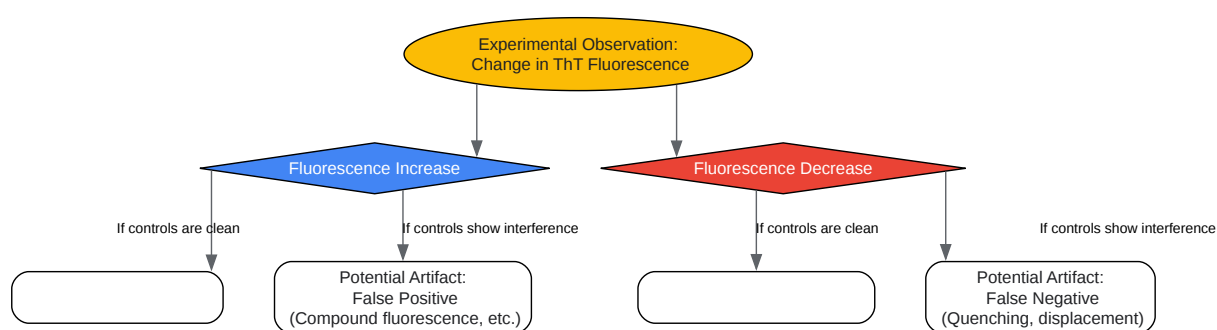 Experimental Observation:
Change in ThT Fluorescence
Fluorescence Increase
Fluorescence Decrease
If controls are clean
If controls show interference
If controls are clean
If controls show interference
Potential Artifact:
False Positive
(Compound fluorescence, etc.)
Potential Artifact:
False Negative
(Quenching, displacement)